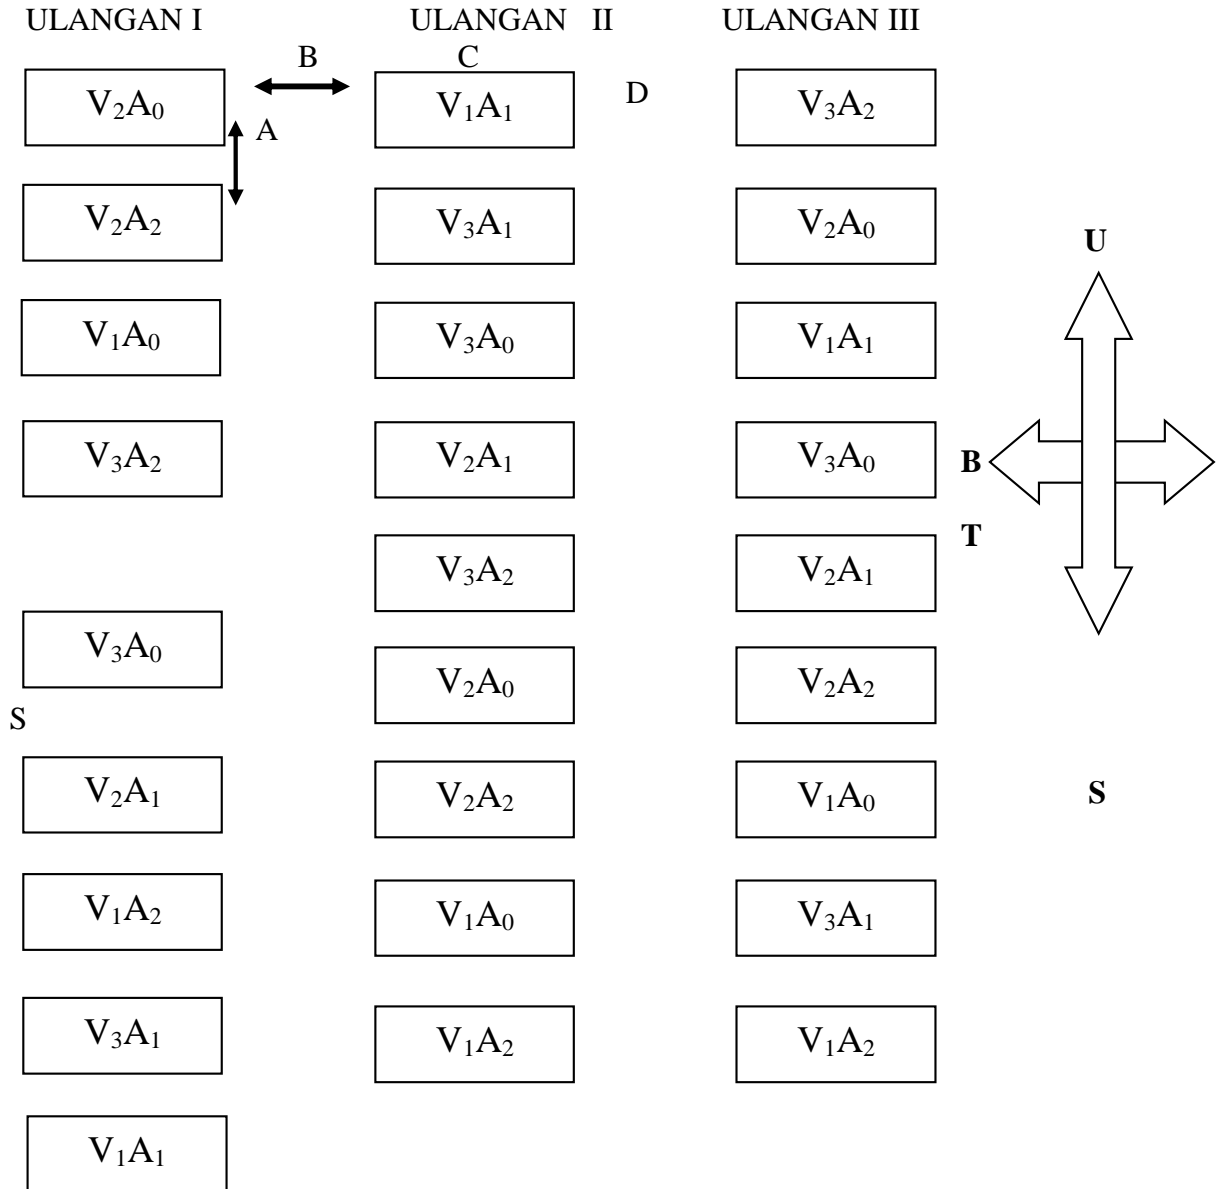 ULANGAN I ULANGAN II ULANGAN III
B C
V₂A₀ V₁A₁ D V₃A₂
A
V₂A₂ V₃A₁ V₂A₀
U
V₁A₀ V₃A₀ V₁A₁
V₃A₂ V₂A₁ V₃A₀ B
T
V₃A₂ V₂A₁
V₃A₀ V₂A₀ V₂A₂
S
V₂A₁ V₂A₂ V₁A₀ S
V₁A₂ V₁A₀ V₃A₁
V₃A₁ V₁A₂ V₁A₂
V₁A₁